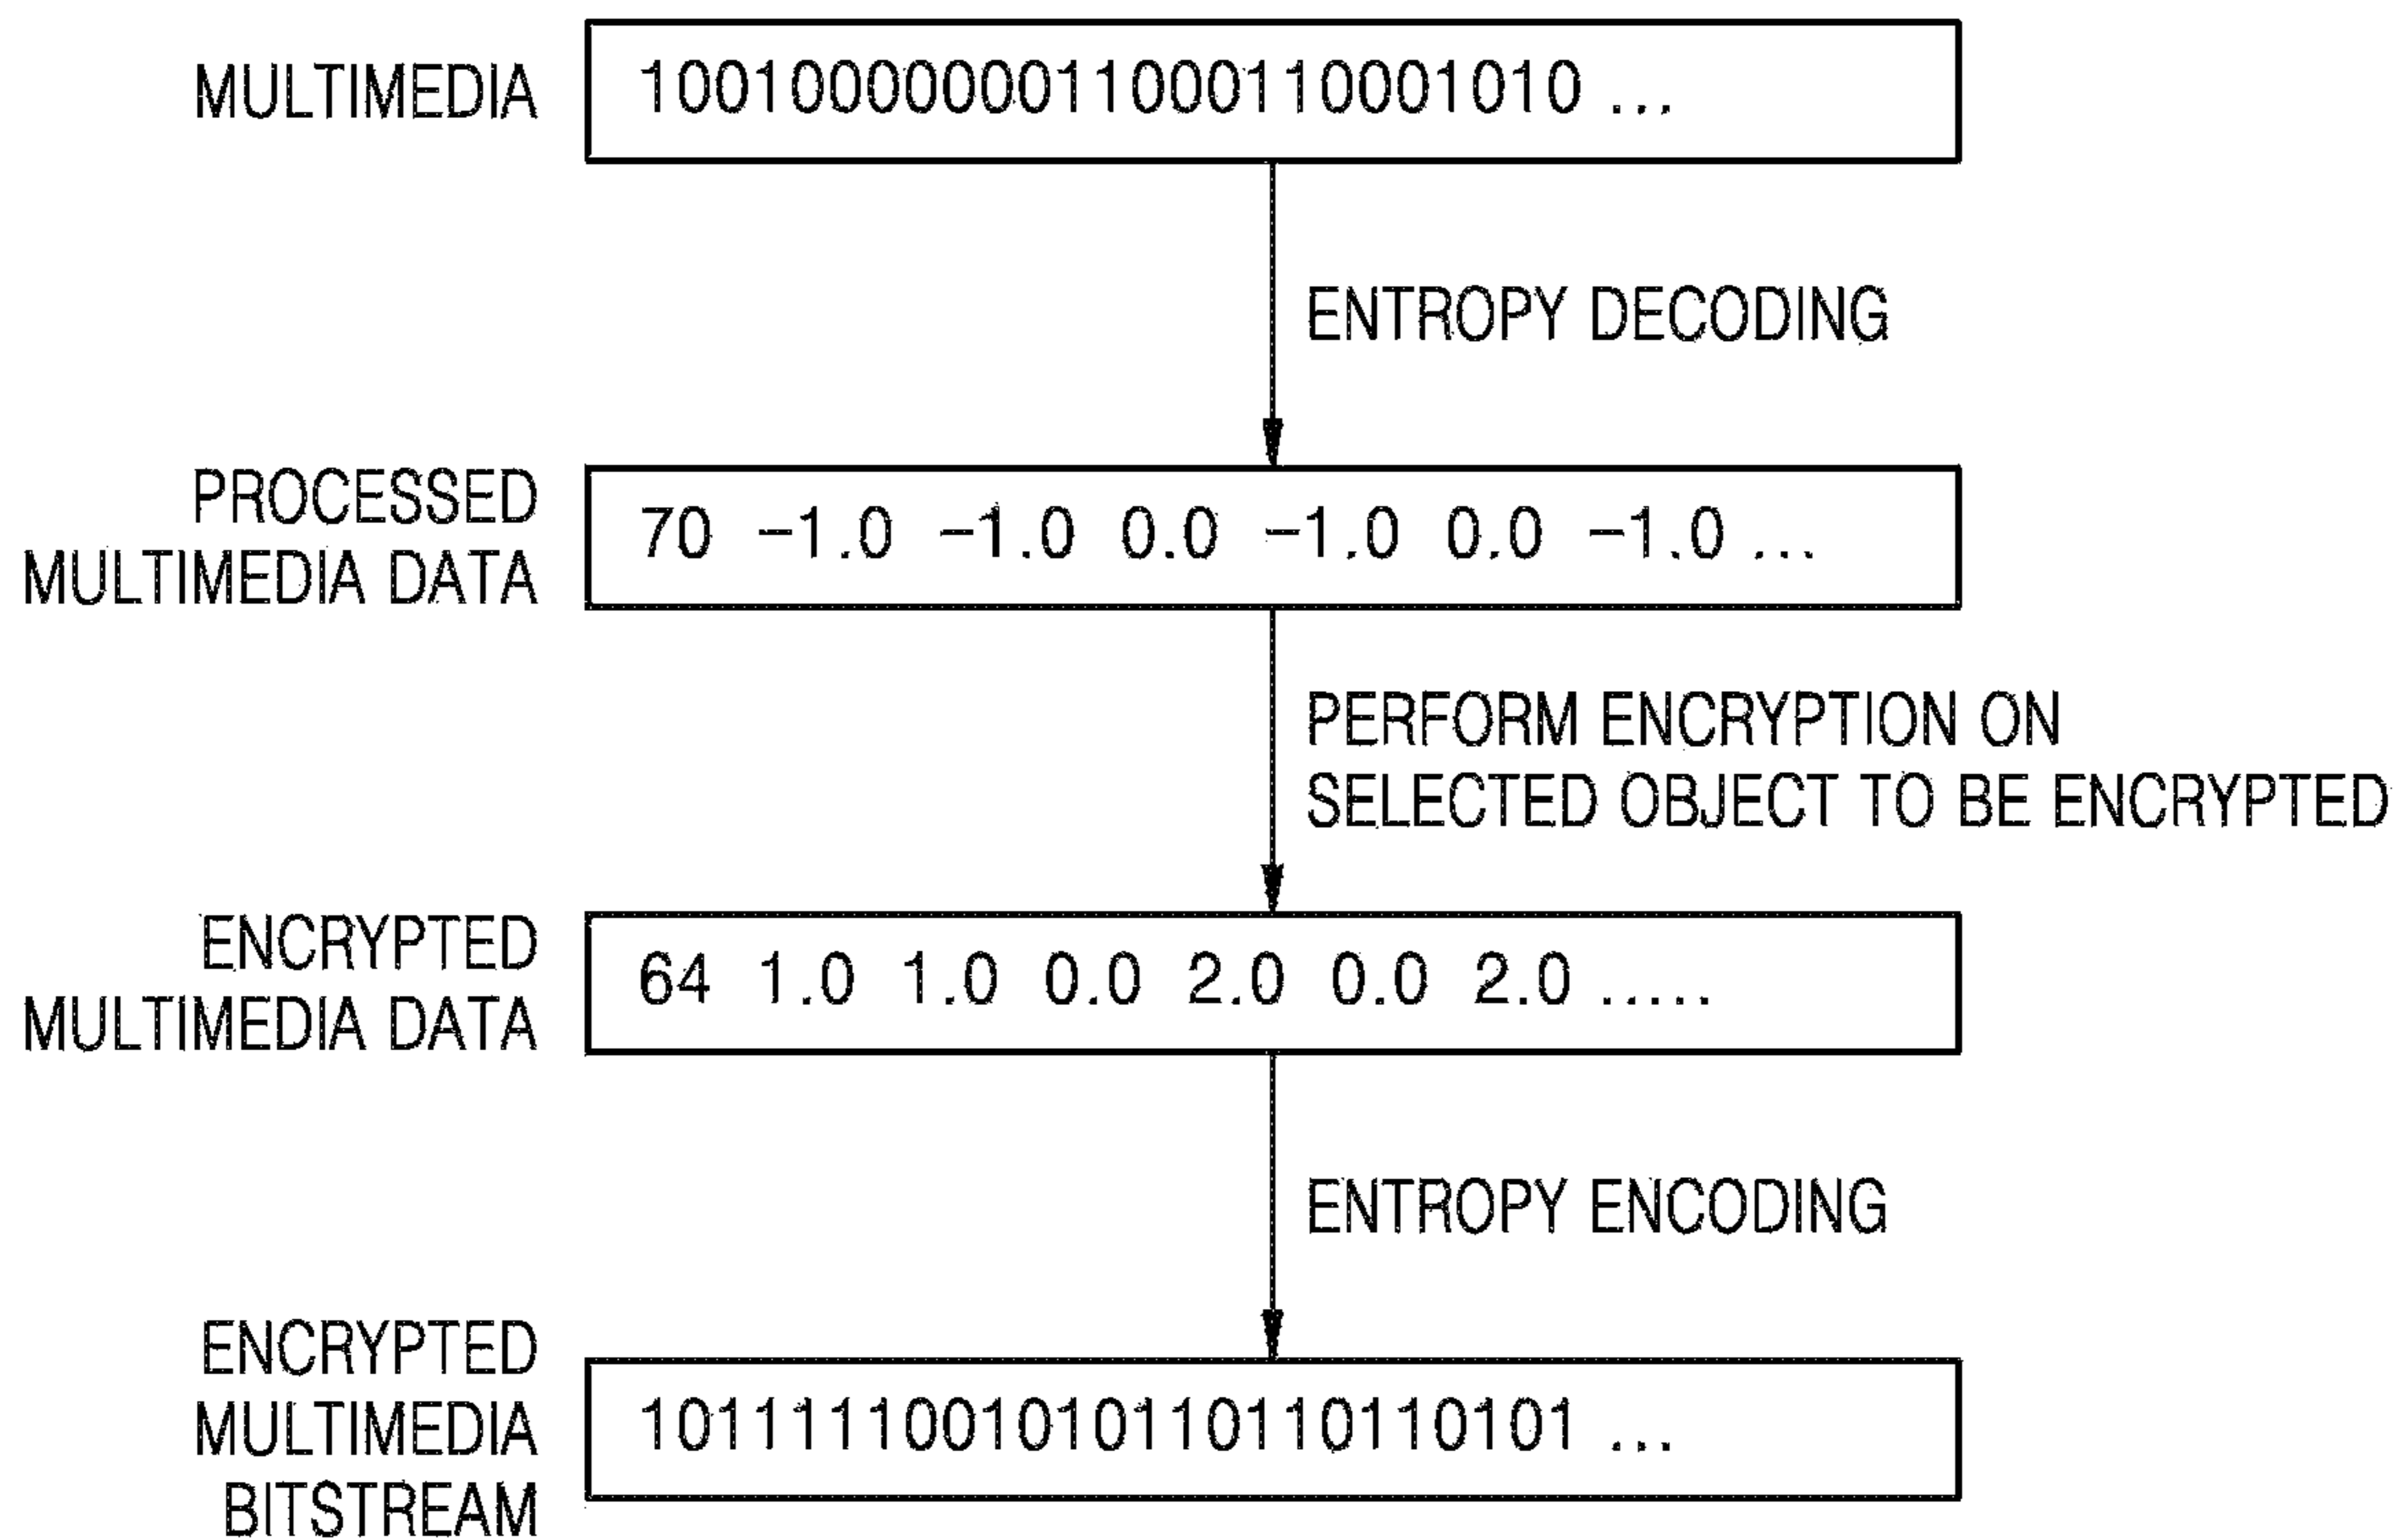 MULTIMEDIA
1001000000011000110001010 ...
ENTROPY DECODING
PROCESSED
MULTIMEDIA DATA
70 -1.0 -1.0 0.0 -1.0 0.0 -1.0 ...
PERFORM ENCRYPTION ON
SELECTED OBJECT TO BE ENCRYPTED
ENCRYPTED
MULTIMEDIA DATA
64 1.0 1.0 0.0 2.0 0.0 2.0 .....
ENTROPY ENCODING
ENCRYPTED
MULTIMEDIA
BITSTREAM
1011111001010110110110101 ...